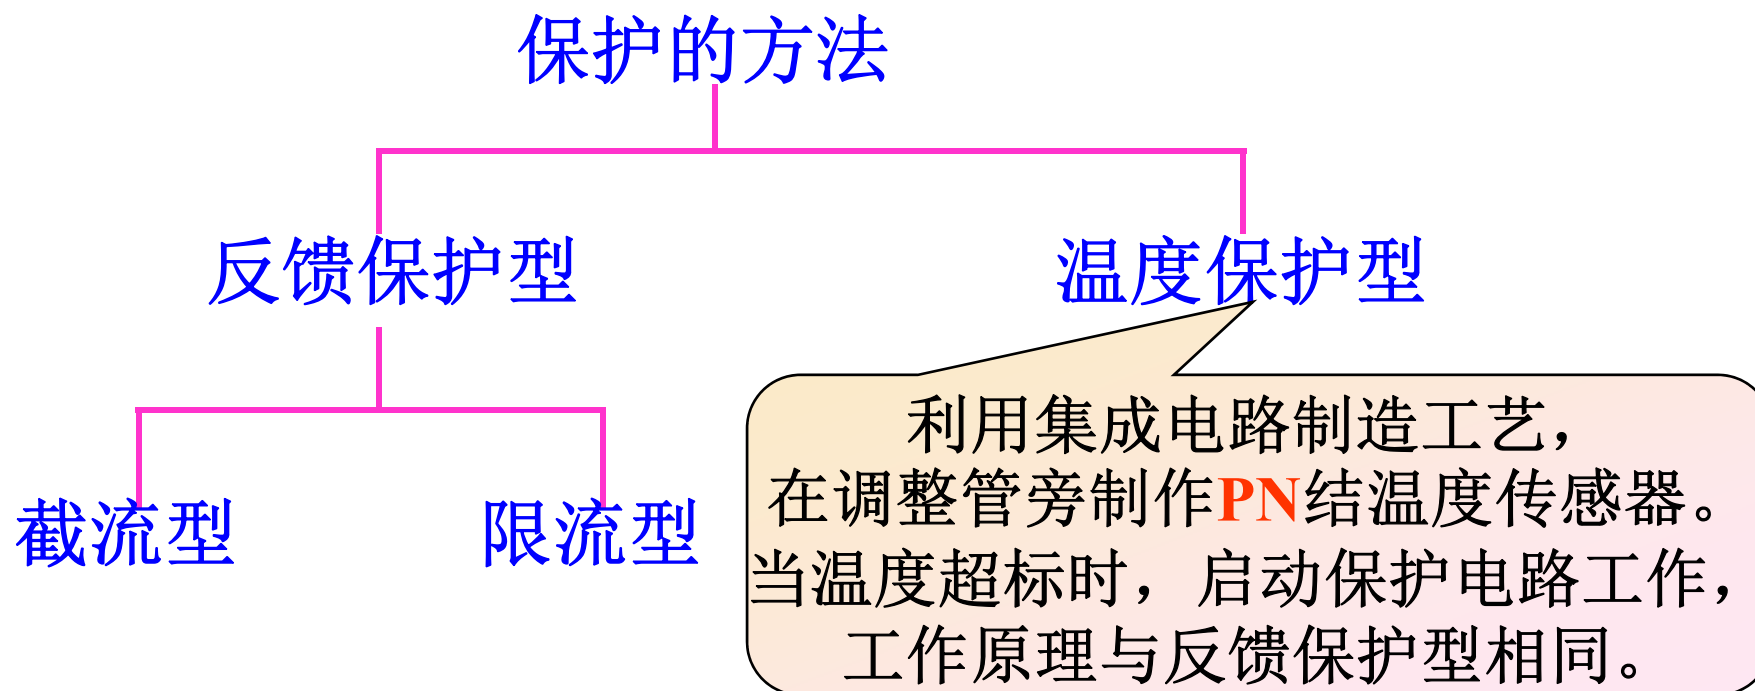 保护的方法
反馈保护型
温度保护型
截流型
限流型
利用集成电路制造工艺，
在调整管旁制作PN结温度传感器。
当温度超标时，启动保护电路工作，
工作原理与反馈保护型相同。